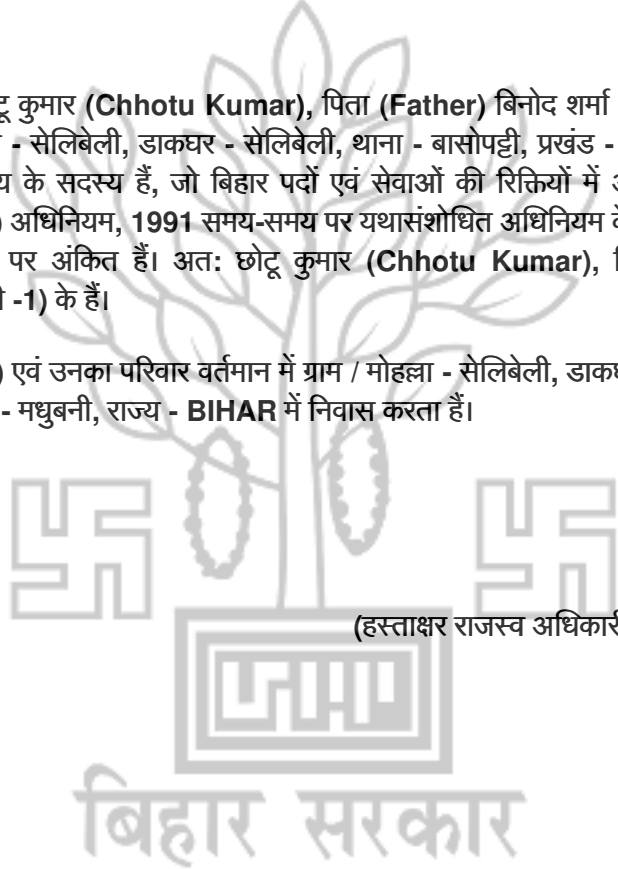 टू कुमार (Chhotu Kumar), पिता (Father) बिनोद शर्मा
- सेलिबेली, डाकघर - सेलिबेली, थाना - बासोपट्टी, प्रखंड -
य के सदस्य हैं, जो बिहार पदों एवं सेवाओं की रिक्तियों में
) अधिनियम, 1991 समय-समय पर यथासंशोधित अधिनियम
पर अंकित हैं। अत: छोटू कुमार (Chhotu Kumar),
-1) के हैं।
) एवं उनका परिवार वर्तमान में ग्राम / मोहल्ला - सेलिबेली,
- मधुबनी, राज्य - BIHAR में निवास करता हैं।
(हस्ताक्षर राजस्व अधिकारी
बिहार सरकार